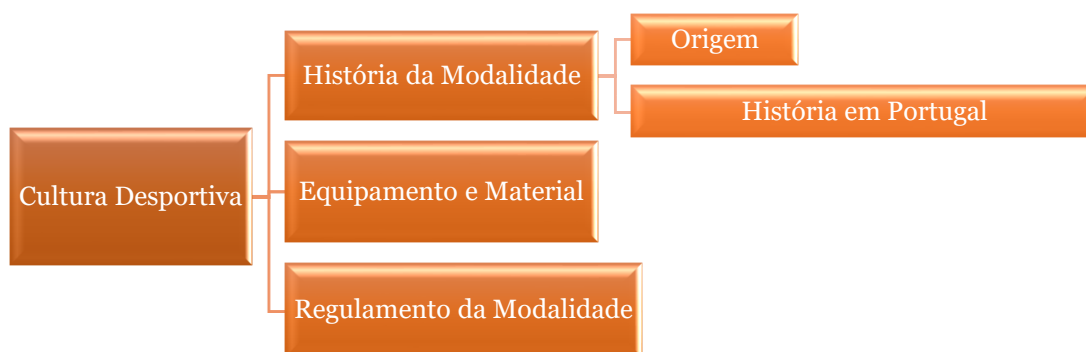 Cultura Desportiva
História da Modalidade
Origem
História em Portugal
Equipamento e Material
Regulamento da Modalidade